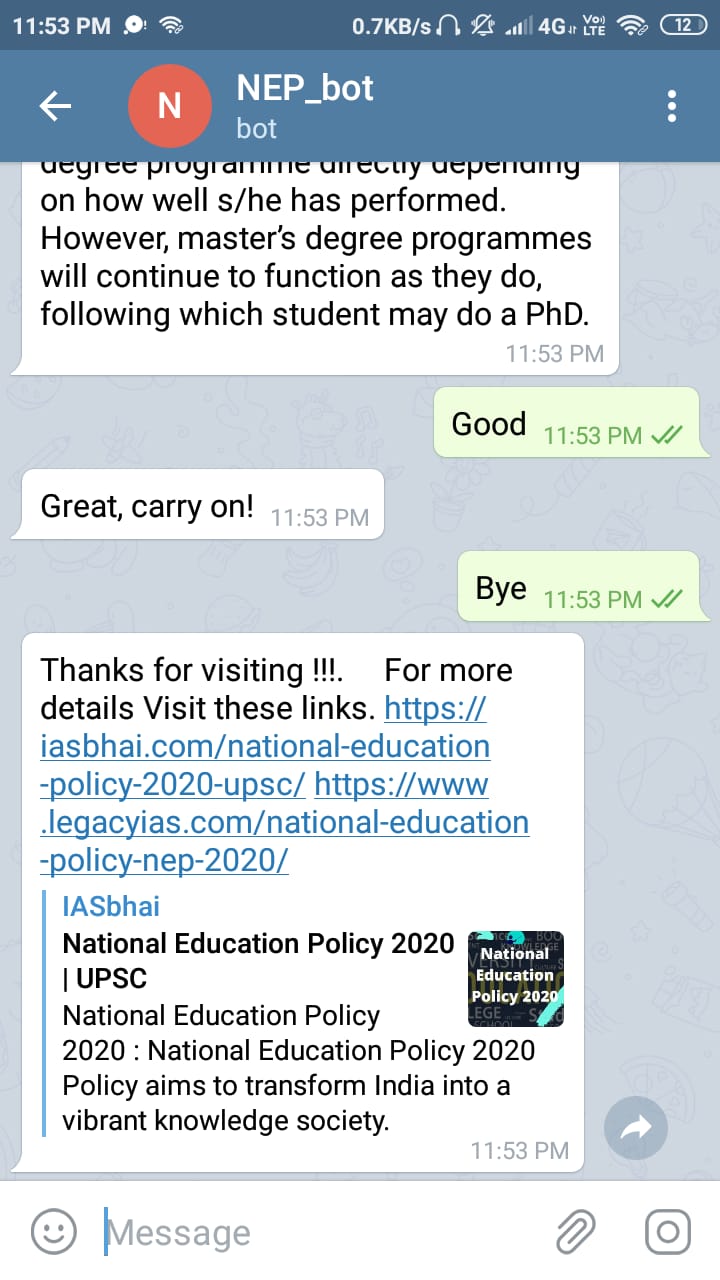 11:53 PM 0.7KB/s 4G VoLTE 12
N NEP_bot
bot
degree programme directly depending
on how well s/he has performed.
However, master's degree programmes
will continue to function as they do,
following which student may do a PhD.
11:53 PM
Good 11:53 PM
Great, carry on! 11:53 PM
Bye 11:53 PM
Thanks for visiting !!!. For more
details Visit these links. https://
iasbhai.com/national-education
-policy-2020-upsc/ https://www
.legacyias.com/national-education
-policy-nep-2020/
IASbhai
National Education Policy 2020
| UPSC
National Education Policy
2020 : National Education Policy 2020
Policy aims to transform India into a
vibrant knowledge society.
National
Education
Policy 2020
11:53 PM
Message